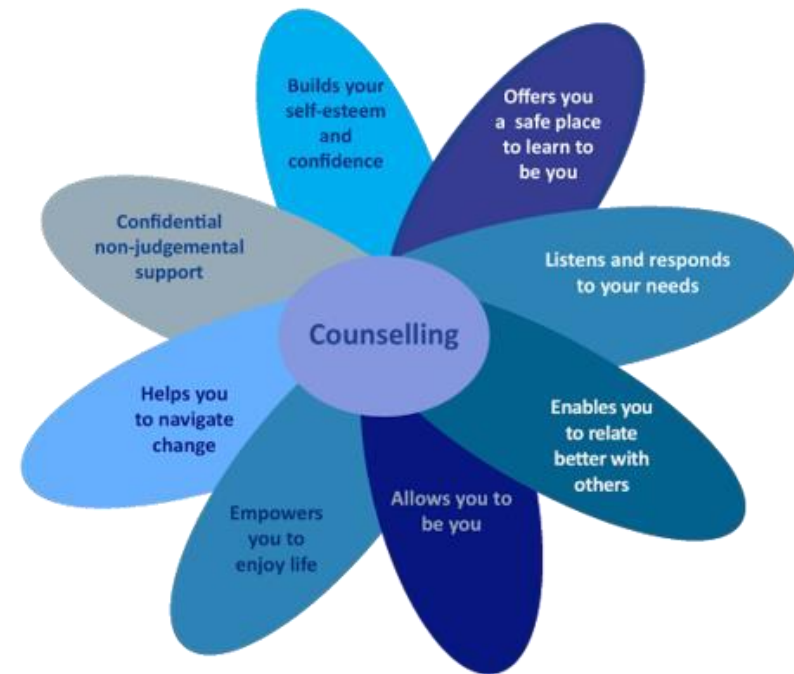 Builds your
self-esteem
and
confidence
Offers you
a safe place
to learn to
be you
Listens and responds
to your needs
Enables you
to relate
better with
others
Allows you to
be you
Empowers
you to
enjoy life
Helps you
to navigate
change
Confidential
non-judgemental
support
Counselling